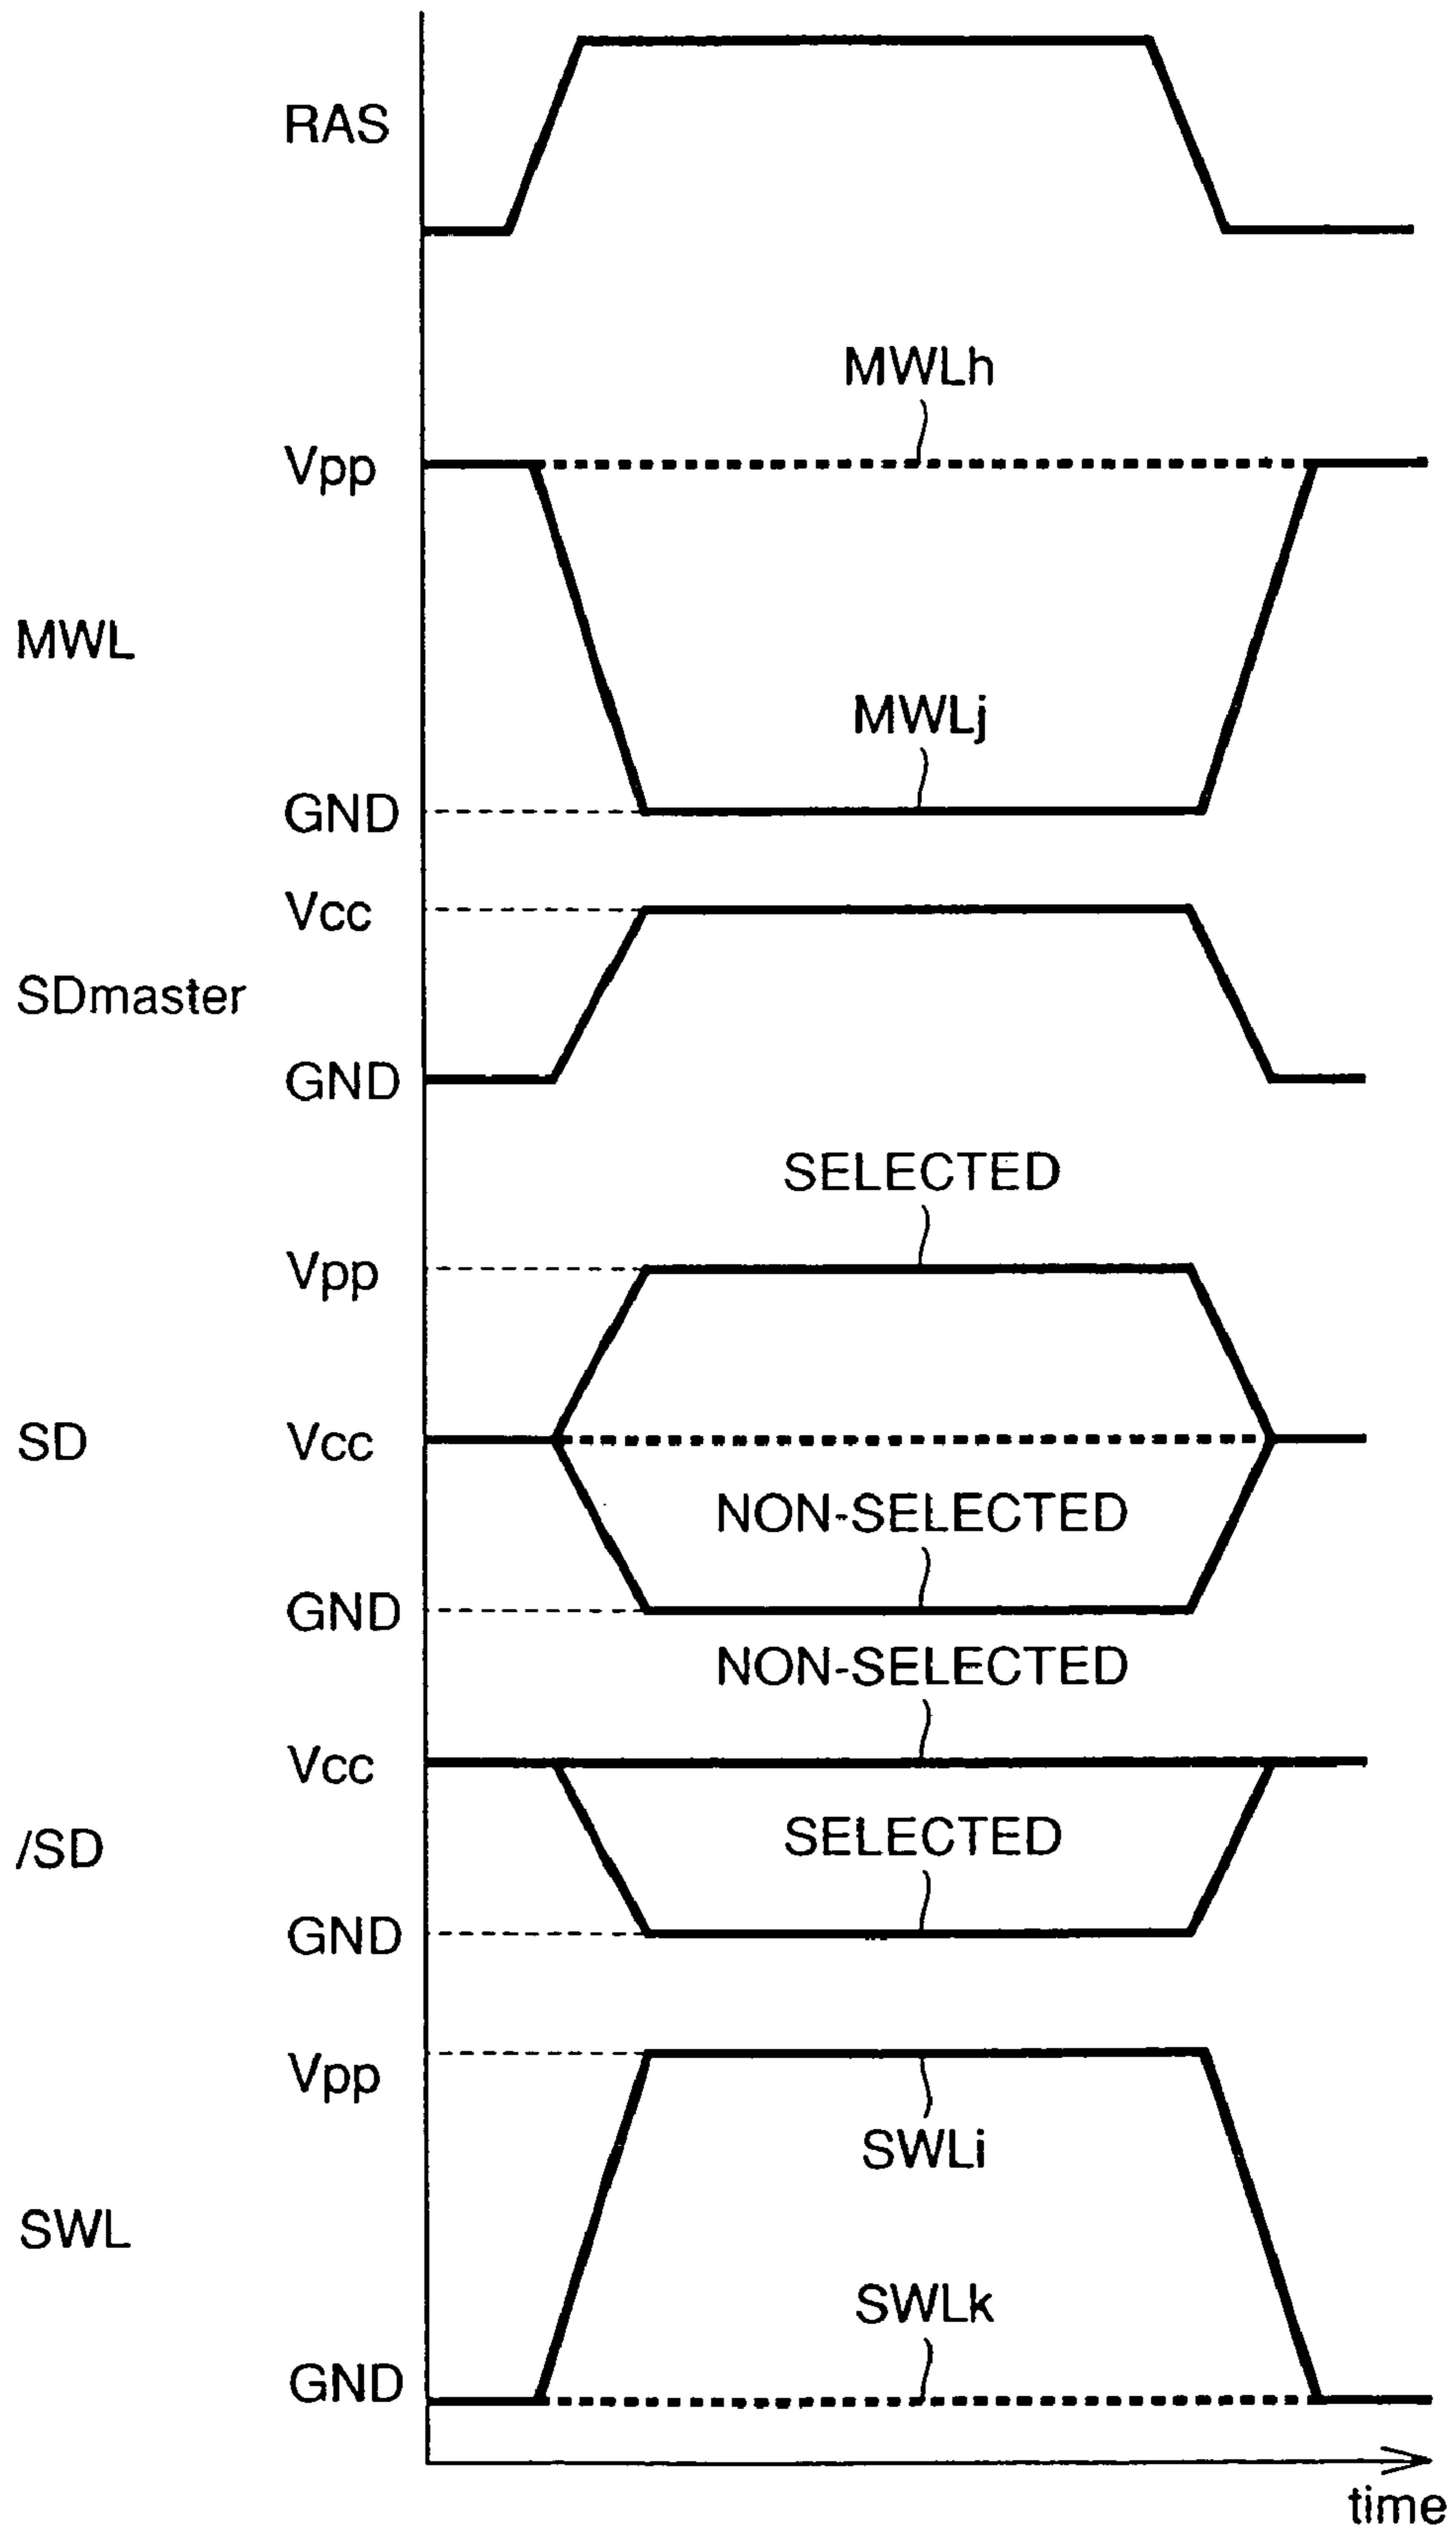 RAS
MWLh
Vpp
MWL
MWLj
GND
Vcc
SDmaster
GND
SELECTED
Vpp
SD
Vcc
NON-SELECTED
GND
NON-SELECTED
Vcc
SELECTED
/SD
GND
Vpp
SWLi
SWL
SWLk
GND
time